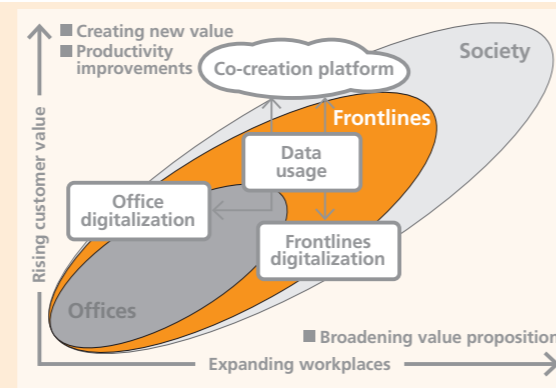 ■ Creating new value
■ Productivity
improvements
Co-creation platform
Society
Frontlines
Data
usage
Office
digitalization
Frontlines
digitalization
Offices
Rising customer value
■ Broadening value proposition
Expanding workplaces